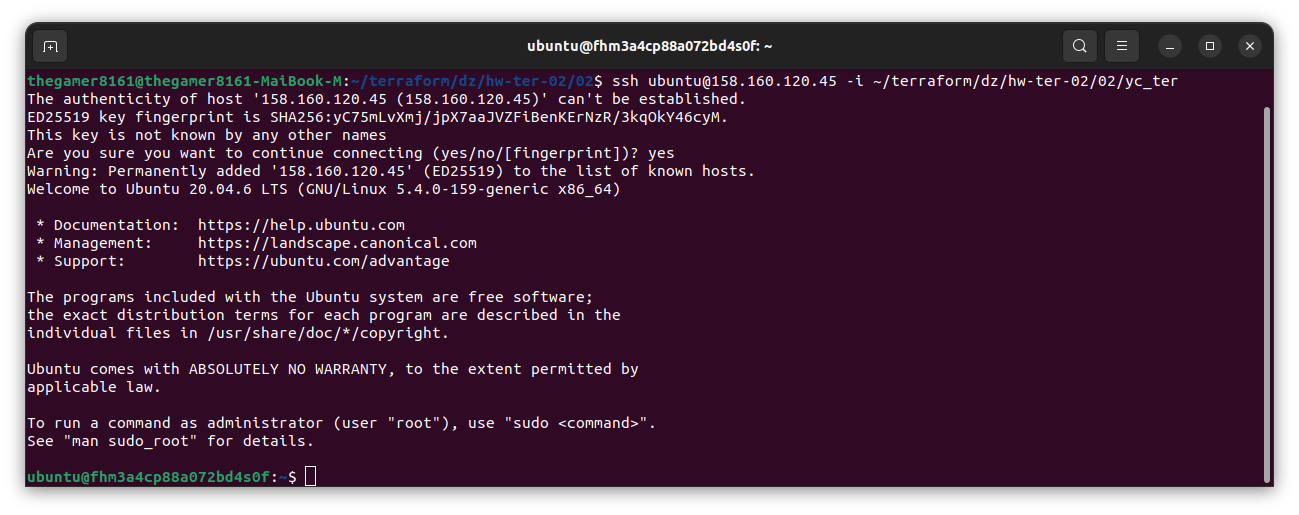 ubuntu@fhm3a4cp88a072bd4s0f: ~
thegamer8161@thegamer8161-MaiBook-M:~/terraform/dz/hw-ter-02/02$ ssh ubuntu@158.160.120.45 -i ~/terraform/dz/hw-ter-02/02/yc_ter
The authenticity of host '158.160.120.45 (158.160.120.45)' can't be established.
ED25519 key fingerprint is SHA256:yC75mLvXmj/jpX7aaJVZFiBenKErNzR/3kqOkY46cyM.
This key is not known by any other names
Are you sure you want to continue connecting (yes/no/[fingerprint])? yes
Warning: Permanently added '158.160.120.45' (ED25519) to the list of known hosts.
Welcome to Ubuntu 20.04.6 LTS (GNU/Linux 5.4.0-159-generic x86_64)

 * Documentation:  https://help.ubuntu.com
 * Management:     https://landscape.canonical.com
 * Support:        https://ubuntu.com/advantage

The programs included with the Ubuntu system are free software;
the exact distribution terms for each program are described in the
individual files in /usr/share/doc/*/copyright.

Ubuntu comes with ABSOLUTELY NO WARRANTY, to the extent permitted by
applicable law.

To run a command as administrator (user "root"), use "sudo <command>".
See "man sudo_root" for details.

ubuntu@fhm3a4cp88a072bd4s0f:~$